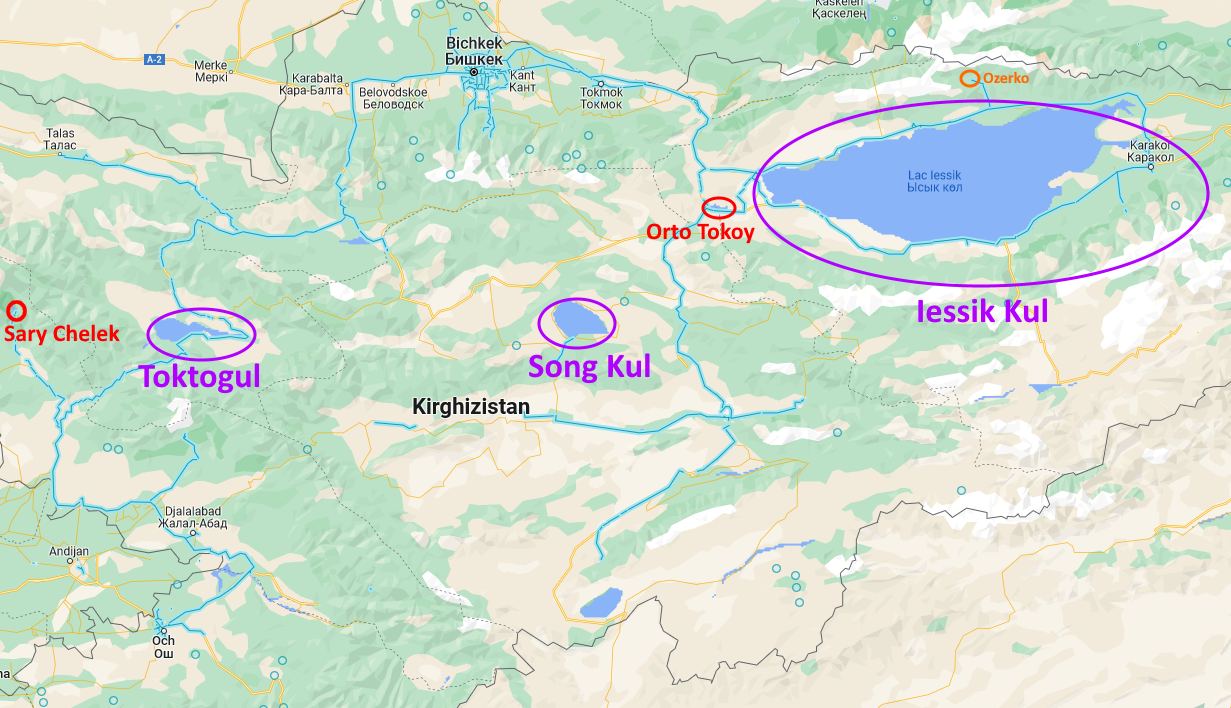 Kaskelen
Қаскелең
Bichkek
Бишкек
A-2
Merke
Меркі
Karabalta
Кара-Балта
Belovodskoe
Беловодск
Kant
Кант
Tokmok
Токмок
Ozerko
Talas
Талас
Karakol
Каракол
Lac Iessik
Ысык көл
Orto Tokoy
Iessik Kul
Sary Chelek
Toktogul
Song Kul
Kirghizistan
Djalalabad
Жалал-Абад
Andijan
Och
Ош
na